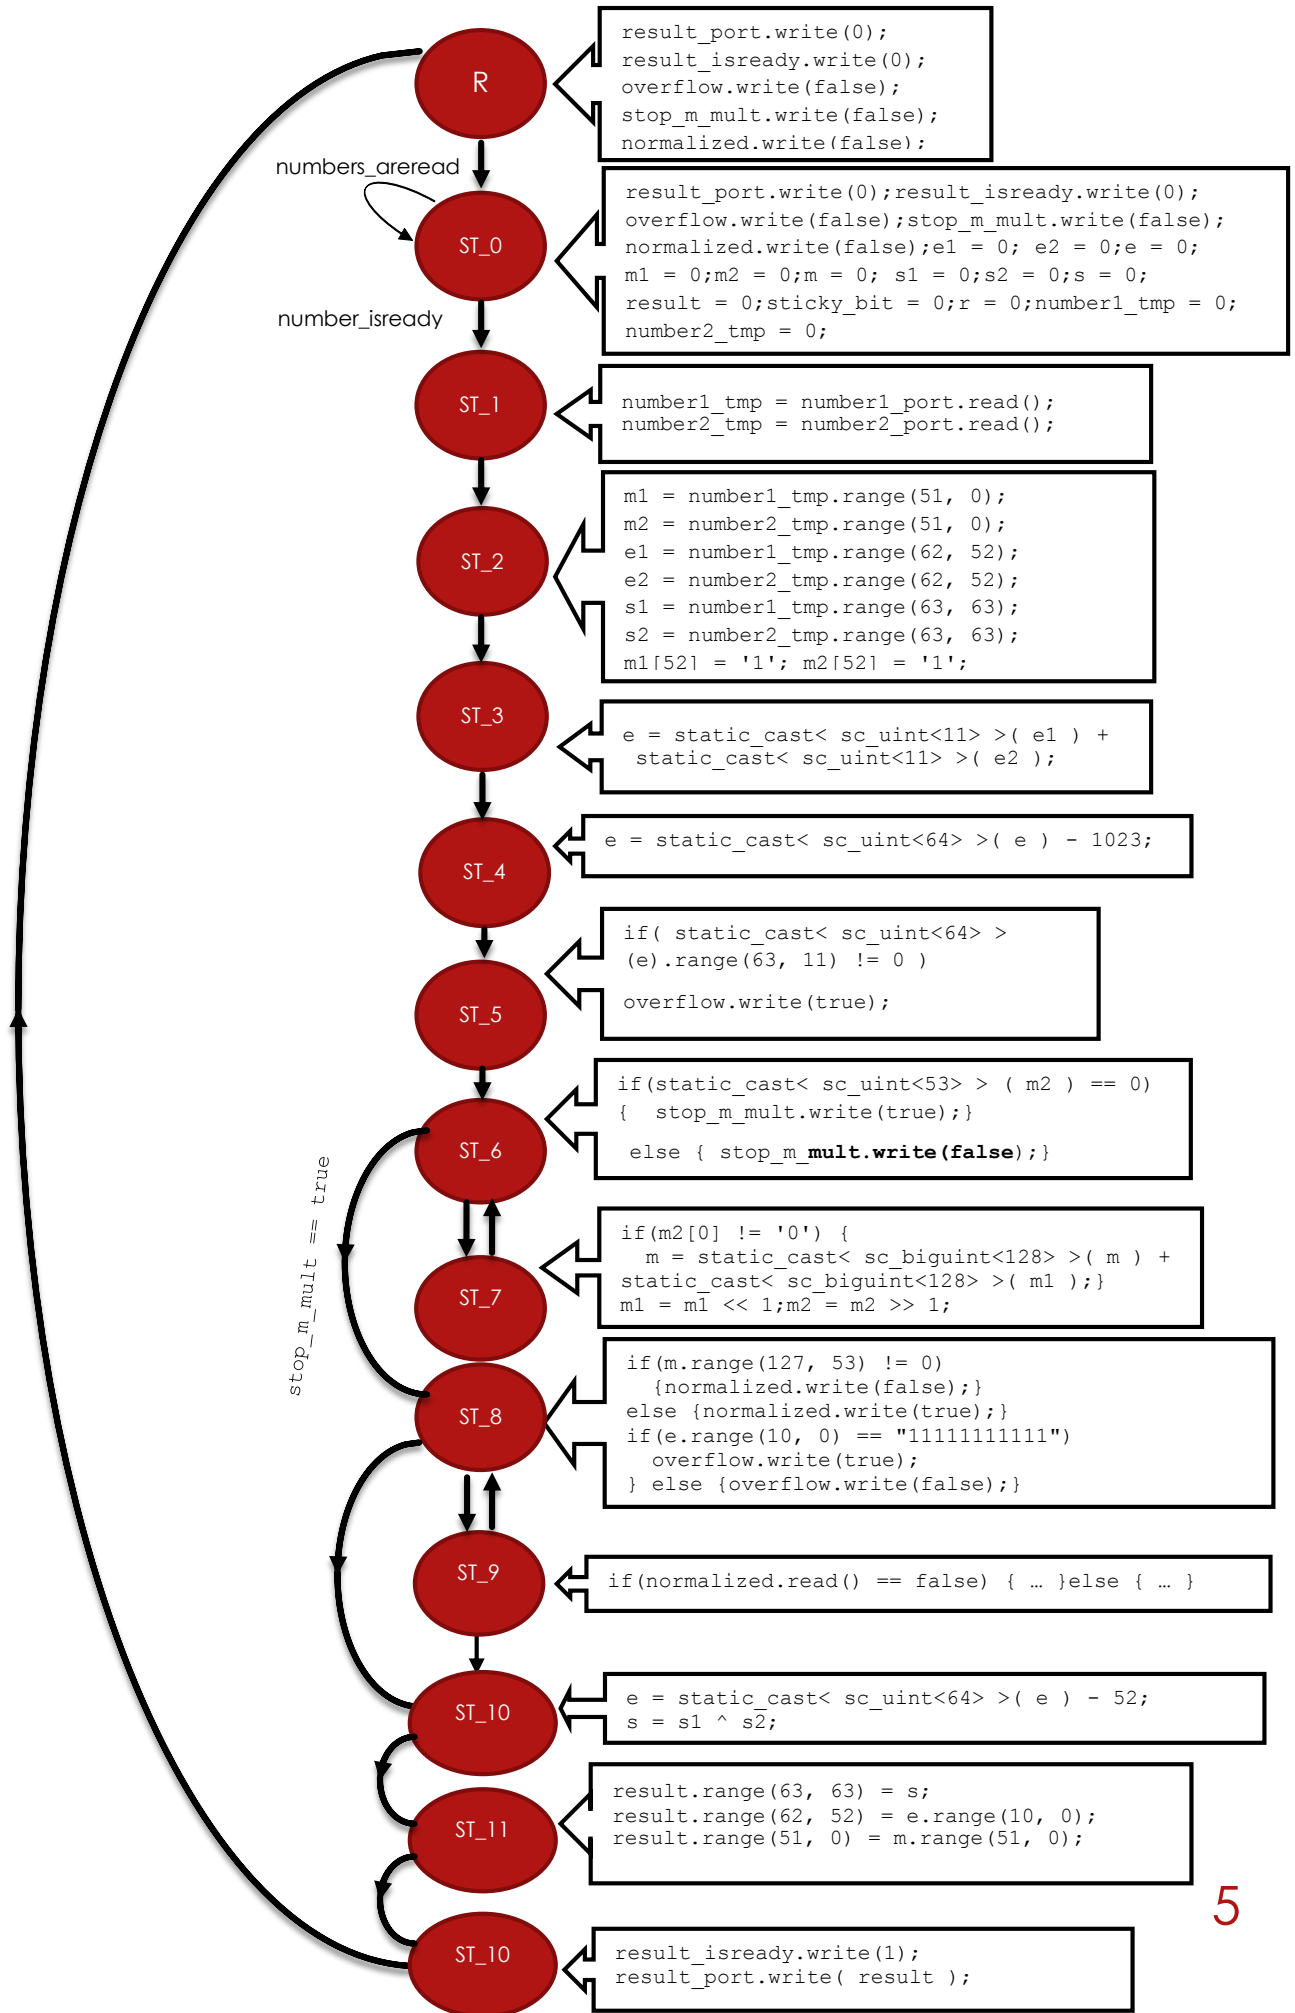 R
result_port.write(0);
result_isready.write(0);
overflow.write(false);
stop_m_mult.write(false);
normalized.write(false);
numbers_areread
ST_0
result_port.write(0);result_isready.write(0);
overflow.write(false);stop_m_mult.write(false);
normalized.write(false);e1 = 0; e2 = 0;e = 0;
m1 = 0;m2 = 0;m = 0; s1 = 0;s2 = 0;s = 0;
result = 0;sticky_bit = 0;r = 0;number1_tmp = 0;
number2_tmp = 0;
number_isready
ST_1
number1_tmp = number1_port.read();
number2_tmp = number2_port.read();
ST_2
m1 = number1_tmp.range(51, 0);
m2 = number2_tmp.range(51, 0);
e1 = number1_tmp.range(62, 52);
e2 = number2_tmp.range(62, 52);
s1 = number1_tmp.range(63, 63);
s2 = number2_tmp.range(63, 63);
m1[52] = '1'; m2[52] = '1';
ST_3
e = static_cast< sc_uint<11> >( e1 ) +
static_cast< sc_uint<11> >( e2 );
ST_4
e = static_cast< sc_uint<64> >( e ) - 1023;
ST_5
if( static_cast< sc_uint<64> >
(e).range(63, 11) != 0 )
overflow.write(true);
ST_6
if(static_cast< sc_uint<53> > ( m2 ) == 0)
{ stop_m_mult.write(true);}
else { stop_m_mult.write(false);}
stop_m_mult == true
ST_7
if(m2[0] != '0') {
m = static_cast< sc_biguint<128> >( m ) +
static_cast< sc_biguint<128> >( m1 );}
m1 = m1 << 1;m2 = m2 >> 1;
ST_8
if(m.range(127, 53) != 0)
{normalized.write(false);}
else {normalized.write(true);}
if(e.range(10, 0) == "11111111111")
overflow.write(true);
} else {overflow.write(false);}
ST_9
if(normalized.read() == false) { … }else { … }
ST_10
e = static_cast< sc_uint<64> >( e ) - 52;
s = s1 ^ s2;
ST_11
result.range(63, 63) = s;
result.range(62, 52) = e.range(10, 0);
result.range(51, 0) = m.range(51, 0);
5
ST_10
result_isready.write(1);
result_port.write( result );